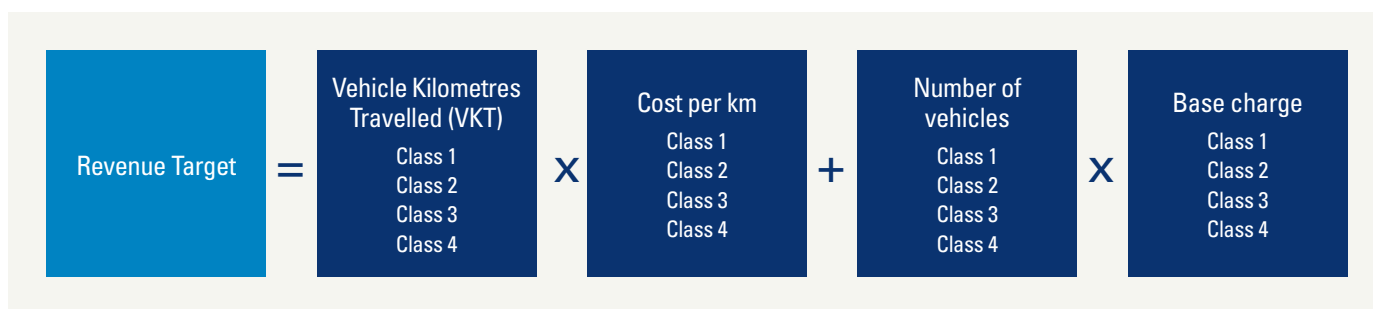 Revenue Target
=
Vehicle Kilometres
Travelled (VKT)
Class 1
Class 2
Class 3
Class 4
x
Cost per km
Class 1
Class 2
Class 3
Class 4
+
Number of
vehicles
Class 1
Class 2
Class 3
Class 4
x
Base charge
Class 1
Class 2
Class 3
Class 4